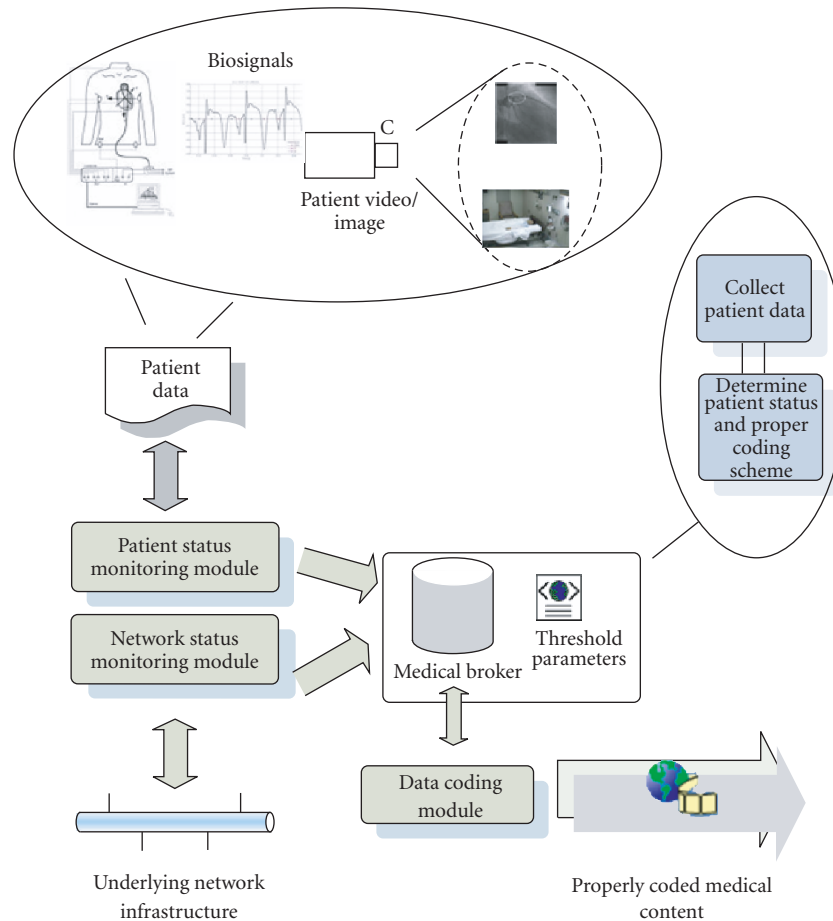 Biosignals
C
Patient video/
image
Collect
patient data
Determine
patient status
and proper
coding
scheme
Patient
data
Patient status
monitoring module
Network status
monitoring module
Medical broker
Threshold
parameters
Data coding
module
Underlying network
infrastructure
Properly coded medical
content